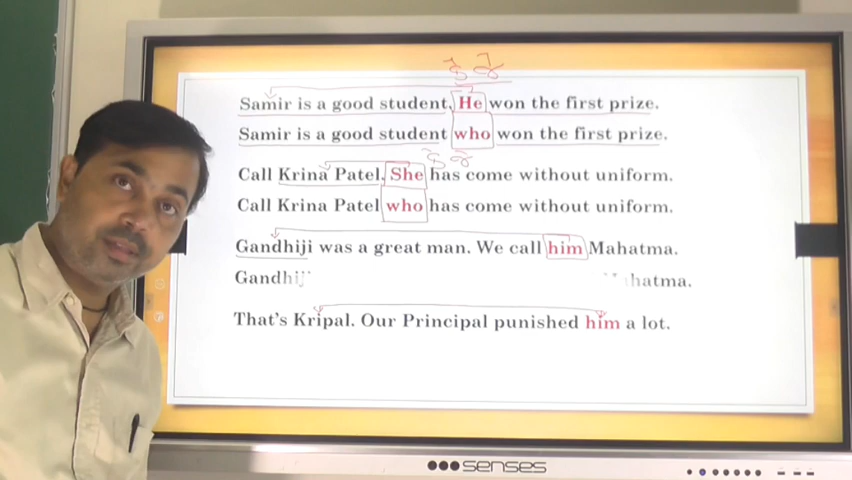 Samir is a good student. He won the first prize.
Samir is a good student who won the first prize.
Call Krina Patel. She has come without uniform.
Call Krina Patel who has come without uniform.
Gandhiji was a great man. We call him Mahatma.
Gandhiji Mahatma.
That's Kripal. Our Principal punished him a lot.
senses